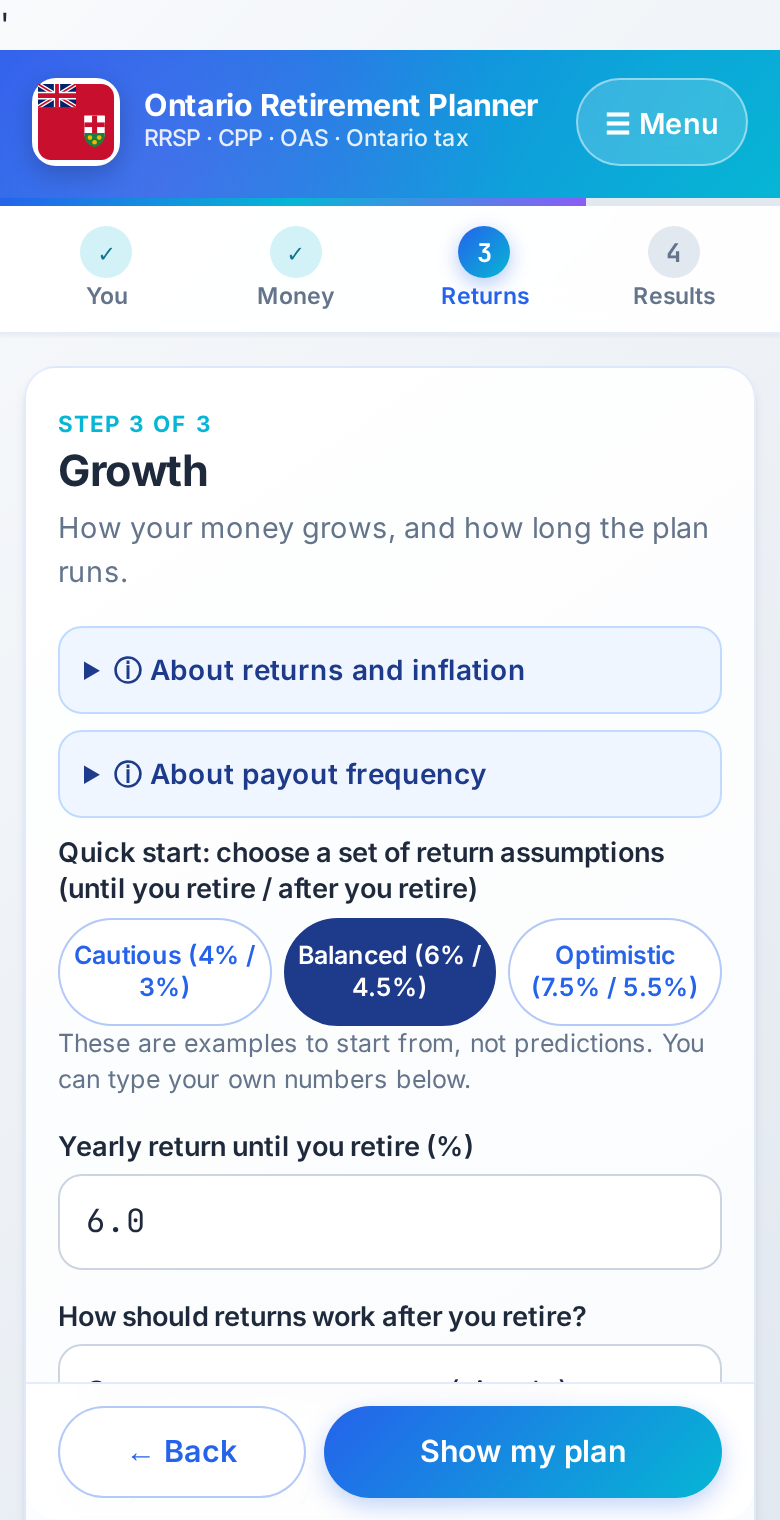 '
Ontario Retirement Planner
RRSP · CPP · OAS · Ontario tax
☰ Menu
✓
You
✓
Money
3
Returns
4
Results
STEP 3 OF 3
Growth
How your money grows, and how long the plan
runs.
▶ ⓘ About returns and inflation
▶ ⓘ About payout frequency
Quick start: choose a set of return assumptions
(until you retire / after you retire)
Cautious (4% /
3%)
Balanced (6% /
4.5%)
Optimistic
(7.5% / 5.5%)
These are examples to start from, not predictions. You
can type your own numbers below.
Yearly return until you retire (%)
6.0
How should returns work after you retire?
← Back
Show my plan